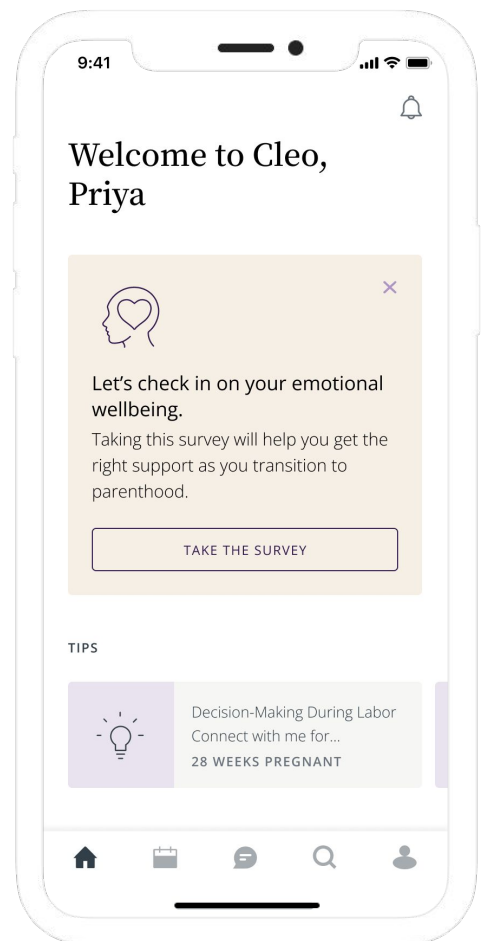 9:41
Welcome to Cleo,
Priya
Let’s check in on your emotional
wellbeing.
Taking this survey will help you get the
right support as you transition to
parenthood.
TAKE THE SURVEY
TIPS
Decision-Making During Labor
Connect with me for...
28 WEEKS PREGNANT